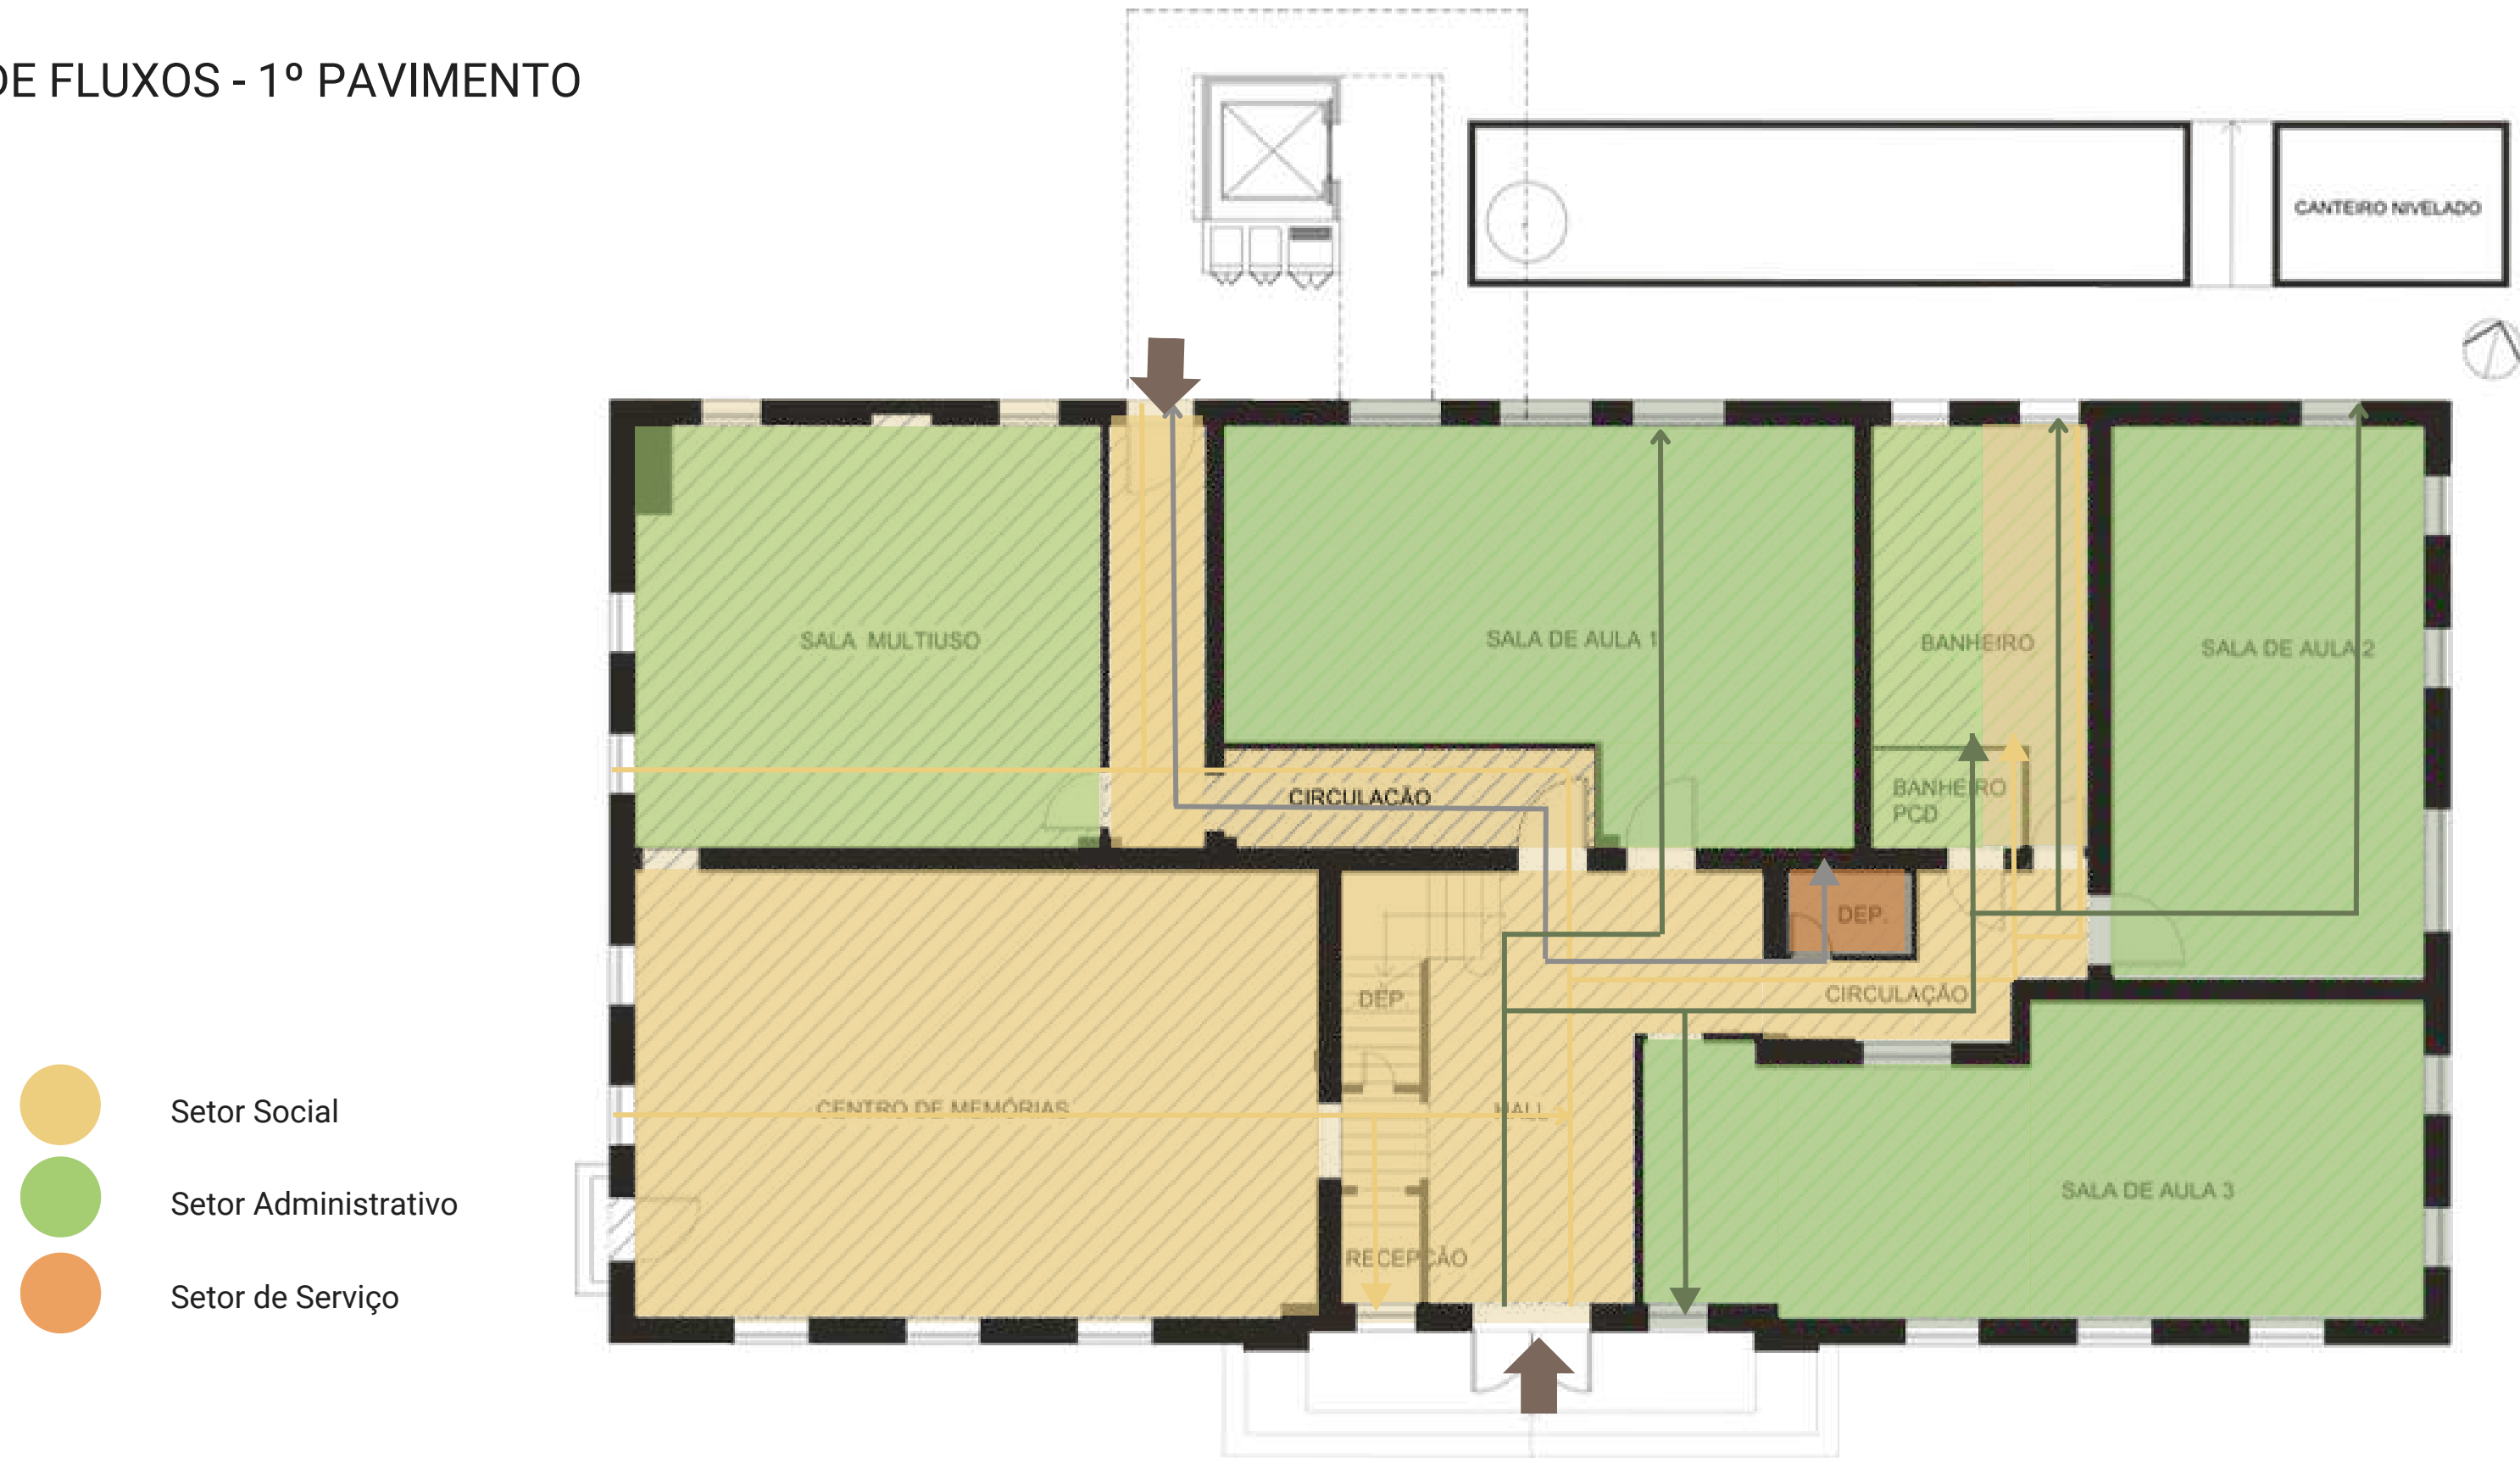 DE FLUXOS - 1º PAVIMENTO
CANTEIRO NIVELADO
SALA MULTIUSO
SALA DE AULA 1
BANHEIRO
SALA DE AULA 2
CIRCULAÇÃO
BANHEIRO
PCD
DEP.
DEP.
CIRCULAÇÃO
CENTRO DE MEMÓRIAS
HALL
SALA DE AULA 3
RECEPÇÃO
Setor Social
Setor Administrativo
Setor de Serviço